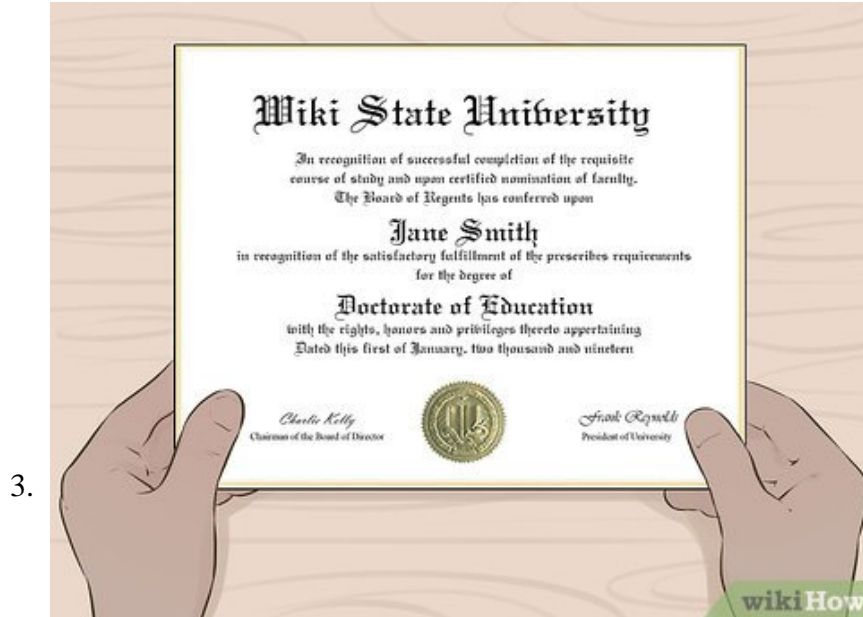 Wiki State University
In recognition of successful completion of the requisite
course of study and upon certified nomination of faculty.
The Board of Regents has conferred upon
Jane Smith
in recognition of the satisfactory fulfillment of the prescribes requirements
for the degree of
Doctorate of Education
with the rights, honors and privileges thereto appertaining
Dated this first of January, two thousand and nineteen
Charlie Kelly
Chairman of the Board of Director
Frank Reynolds
President of University
3.
wikiHow